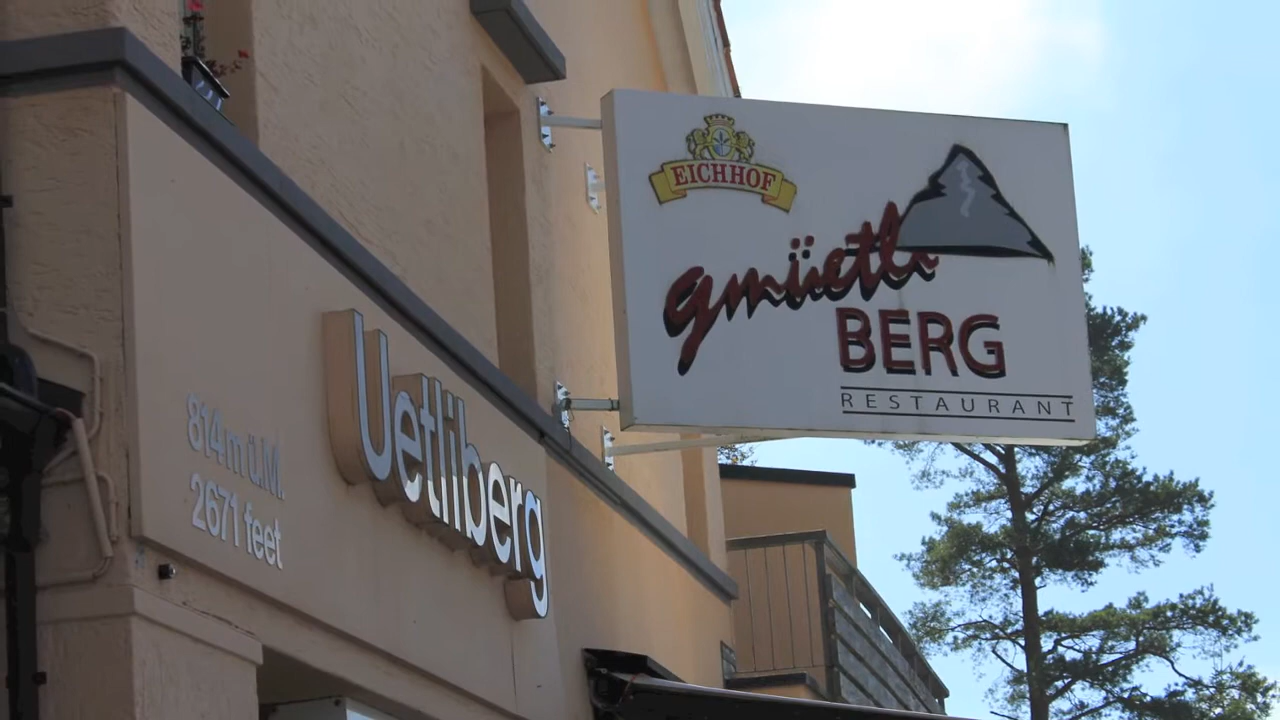 EICHHOF
gmüetli
BERG
RESTAURANT
Uetliberg
814m ü.M.
2671 feet